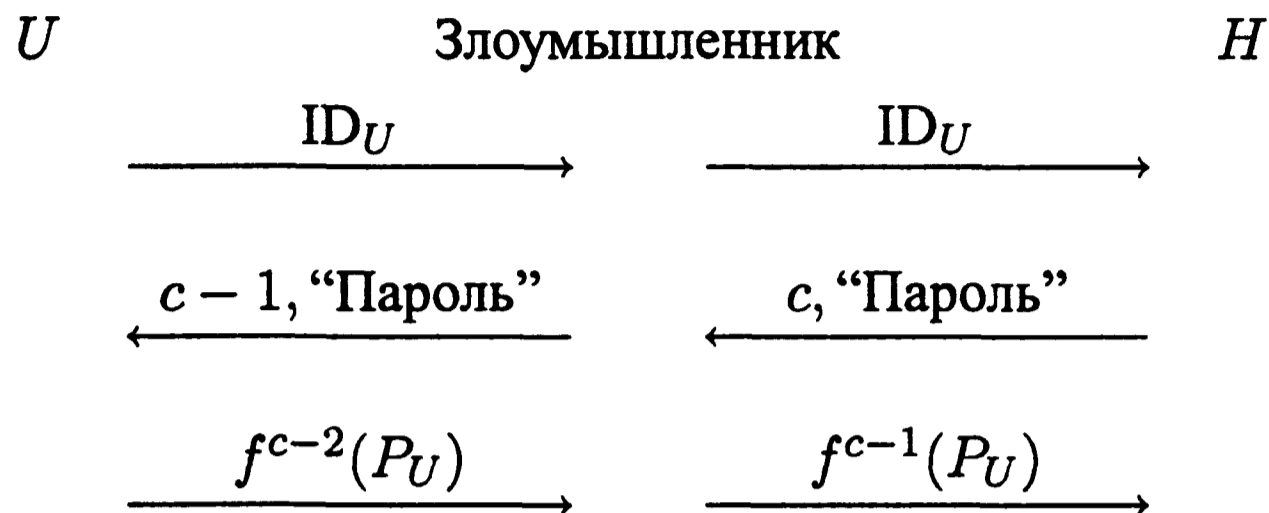 U Злоумышленник H
ID_U ID_U
c − 1, “Пароль” c, “Пароль”
f^{c−2}(P_U) f^{c−1}(P_U)